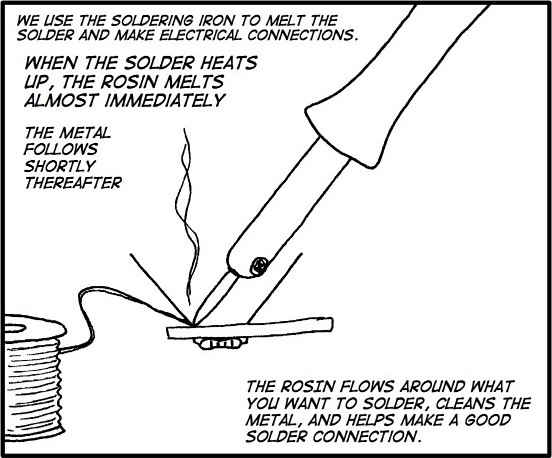 WE USE THE SOLDERING IRON TO MELT THE
SOLDER AND MAKE ELECTRICAL CONNECTIONS.
WHEN THE SOLDER HEATS
UP, THE ROSIN MELTS
ALMOST IMMEDIATELY
THE METAL
FOLLOWS
SHORTLY
THEREAFTER
THE ROSIN FLOWS AROUND WHAT
YOU WANT TO SOLDER, CLEANS THE
METAL, AND HELPS MAKE A GOOD
SOLDER CONNECTION.